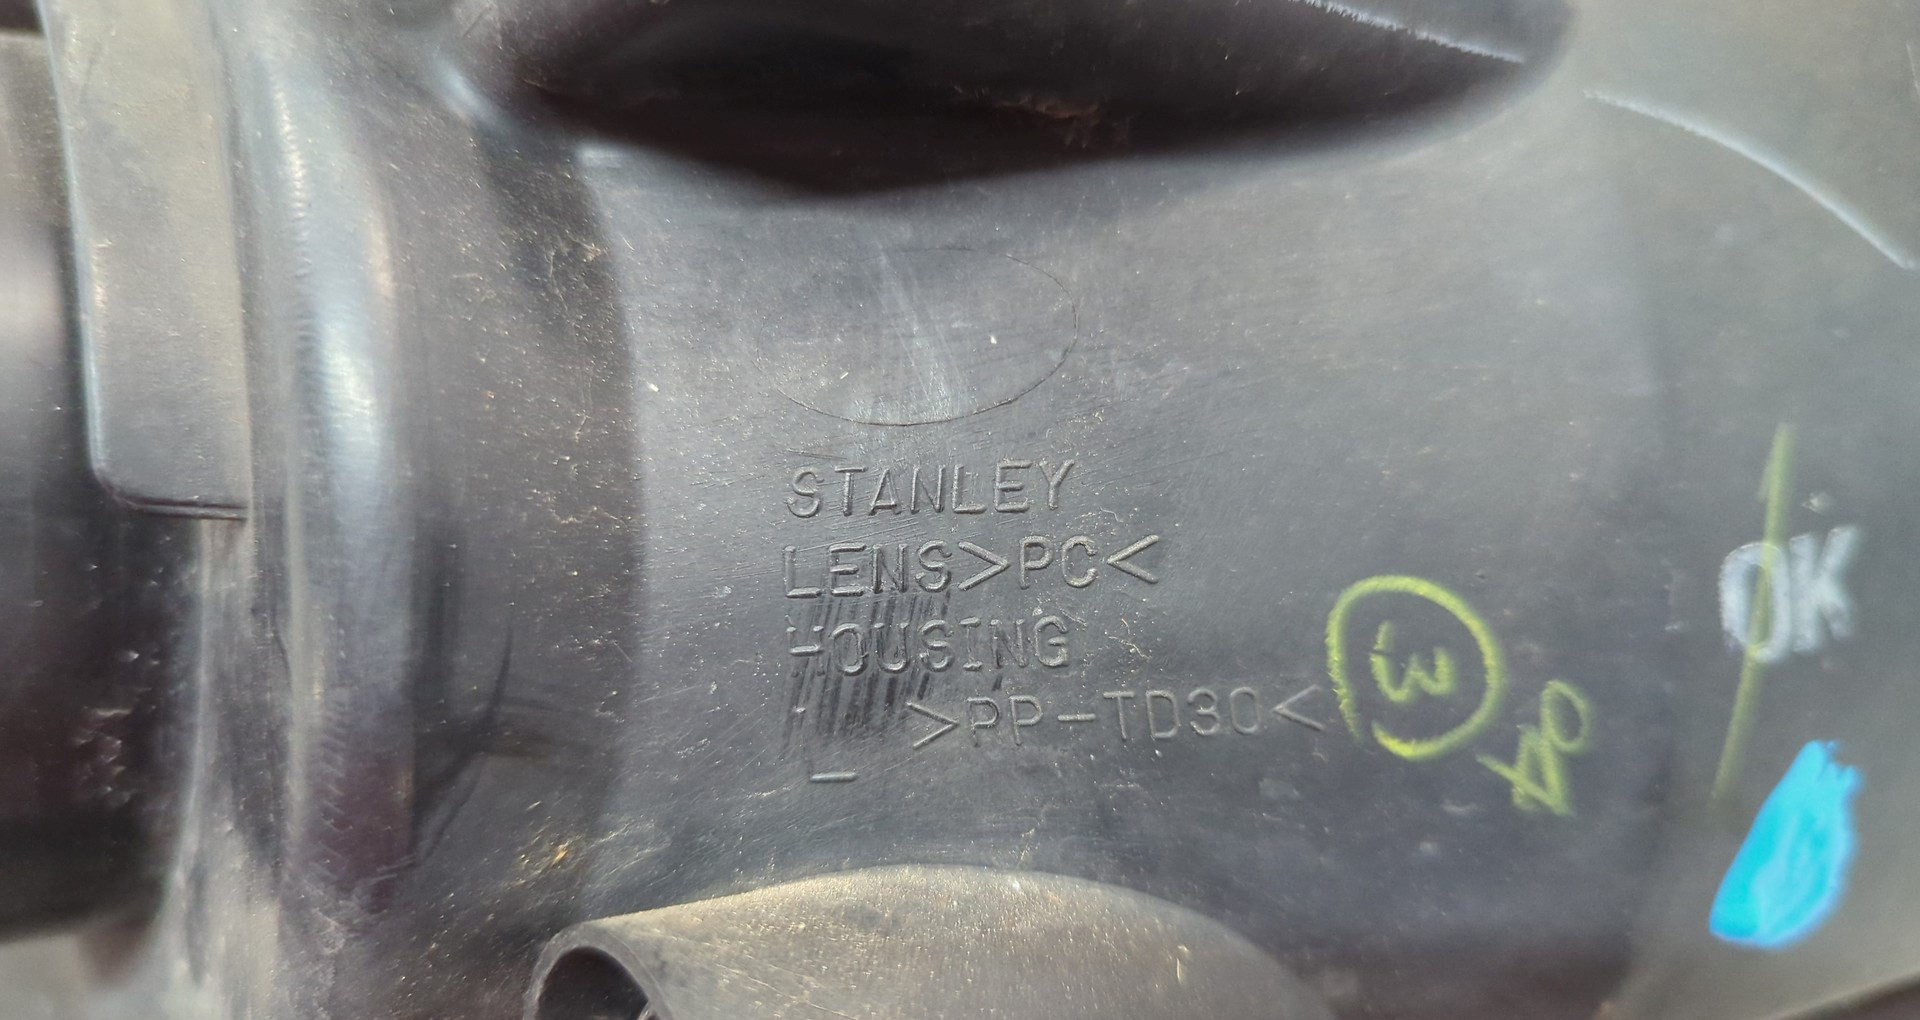 STANLEY
LENS>PC<
HOUSING
>PP-TD30<
3
OK